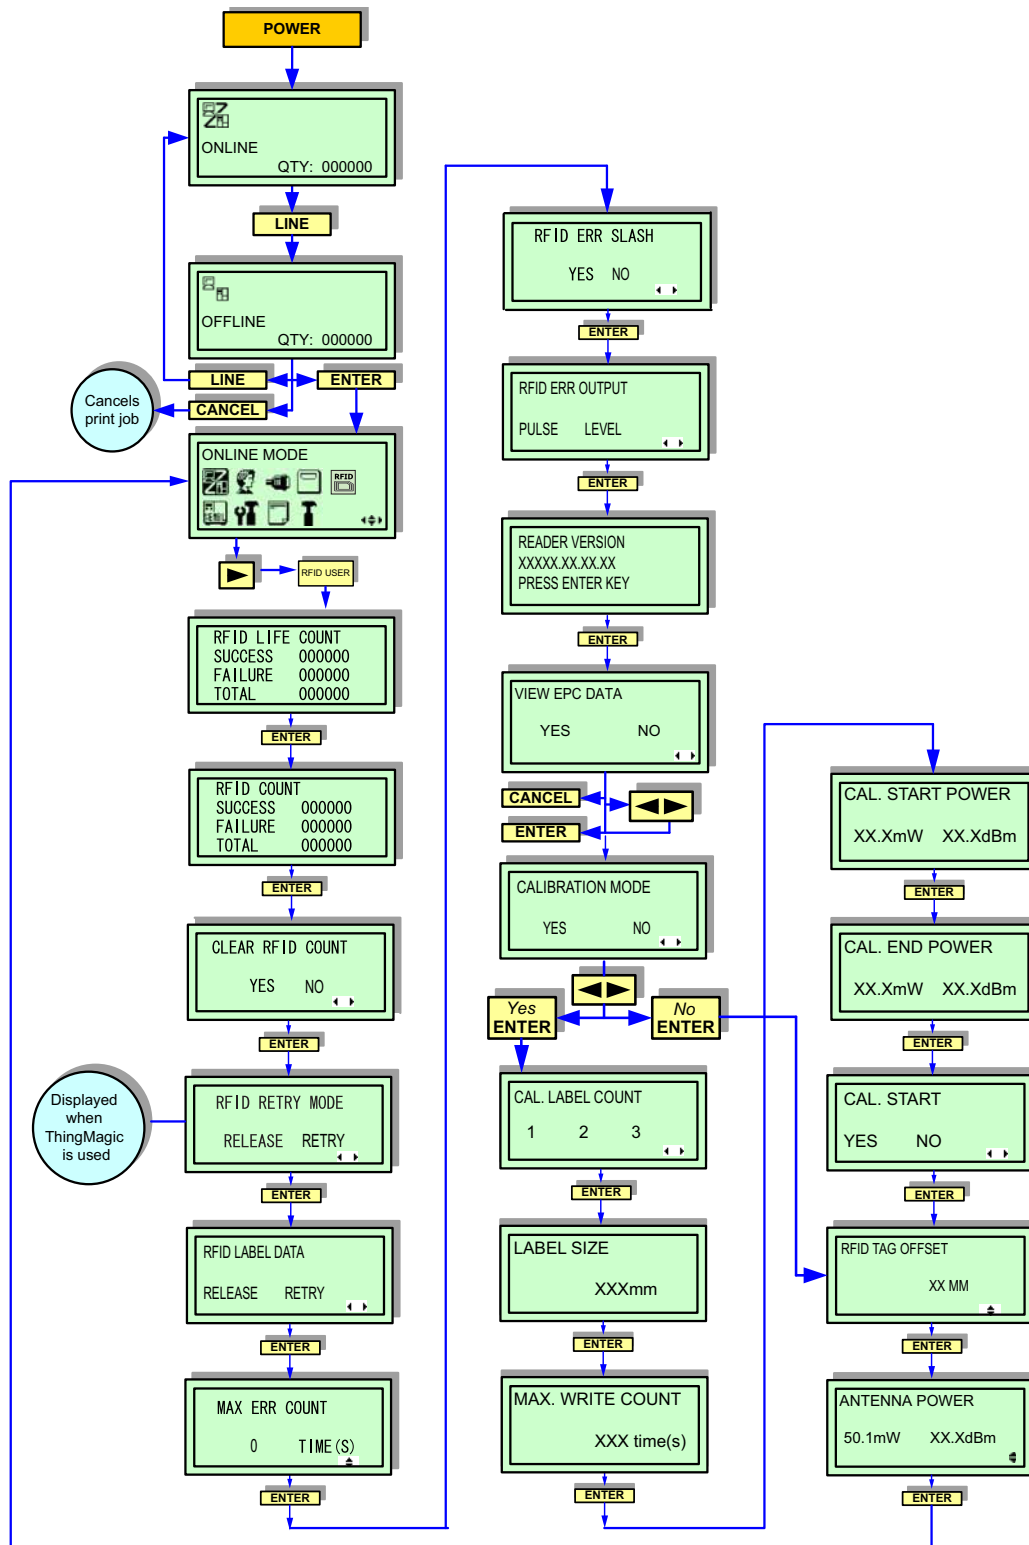 POWER
ONLINE
QTY: 000000
LINE
OFFLINE
QTY: 000000
LINE
ENTER
CANCEL
Cancels
print job
ONLINE MODE
RFID
RFID USER
RFID LIFE COUNT
SUCCESS 000000
FAILURE 000000
TOTAL 000000
ENTER
RFID COUNT
SUCCESS 000000
FAILURE 000000
TOTAL 000000
ENTER
CLEAR RFID COUNT
YES NO
ENTER
Displayed
when
ThingMagic
is used
RFID RETRY MODE
RELEASE RETRY
ENTER
RFID LABEL DATA
RELEASE RETRY
ENTER
MAX ERR COUNT
0 TIME(S)
ENTER
RFID ERR SLASH
YES NO
ENTER
RFID ERR OUTPUT
PULSE LEVEL
ENTER
READER VERSION
XXXXX.XX.XX.XX
PRESS ENTER KEY
ENTER
VIEW EPC DATA
YES NO
CANCEL
ENTER
CALIBRATION MODE
YES NO
Yes
ENTER
No
ENTER
CAL. LABEL COUNT
1 2 3
ENTER
LABEL SIZE
XXXmm
ENTER
MAX. WRITE COUNT
XXX time(s)
ENTER
CAL. START POWER
XX.XmW XX.XdBm
ENTER
CAL. END POWER
XX.XmW XX.XdBm
ENTER
CAL. START
YES NO
ENTER
RFID TAG OFFSET
XX MM
ENTER
ANTENNA POWER
50.1mW XX.XdBm
ENTER